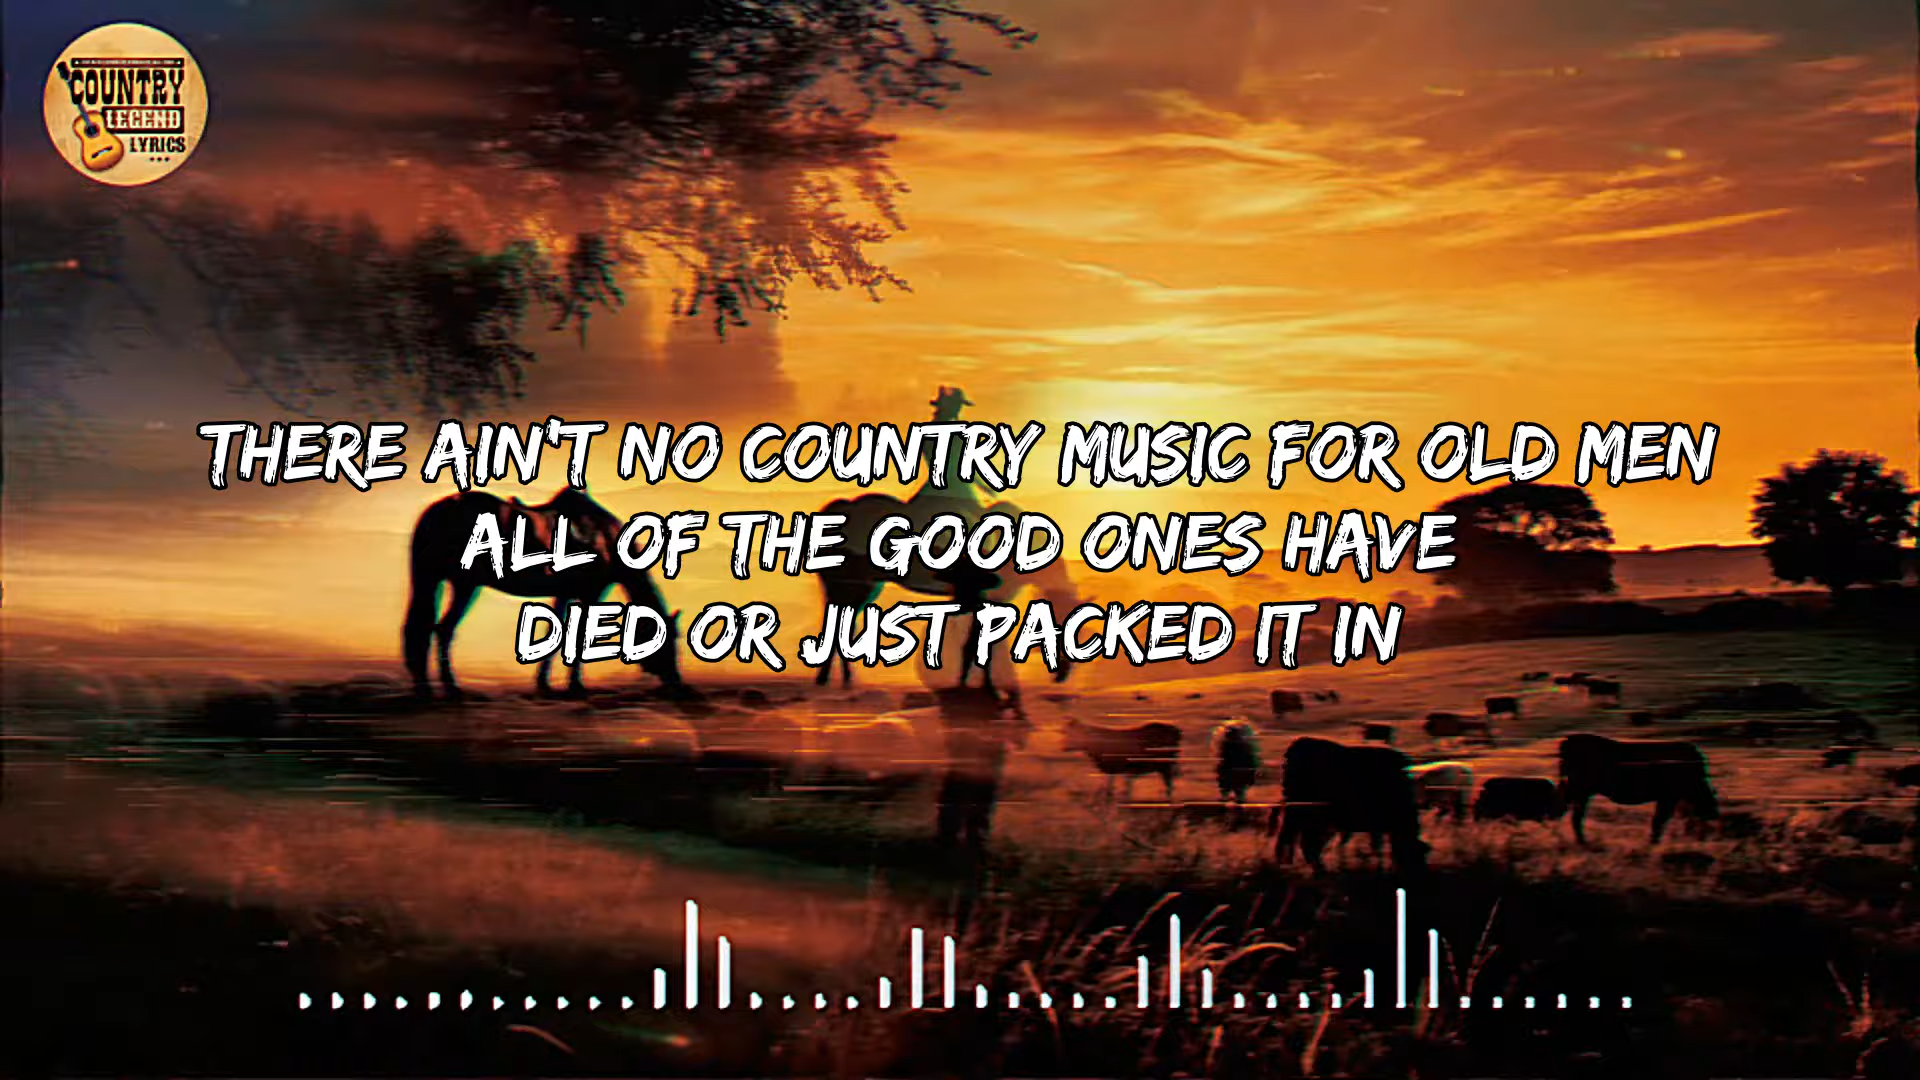 COUNTRY
LEGEND
LYRICS
THERE AIN'T NO COUNTRY MUSIC FOR OLD MEN
ALL OF THE GOOD ONES HAVE
DIED OR JUST PACKED IT IN